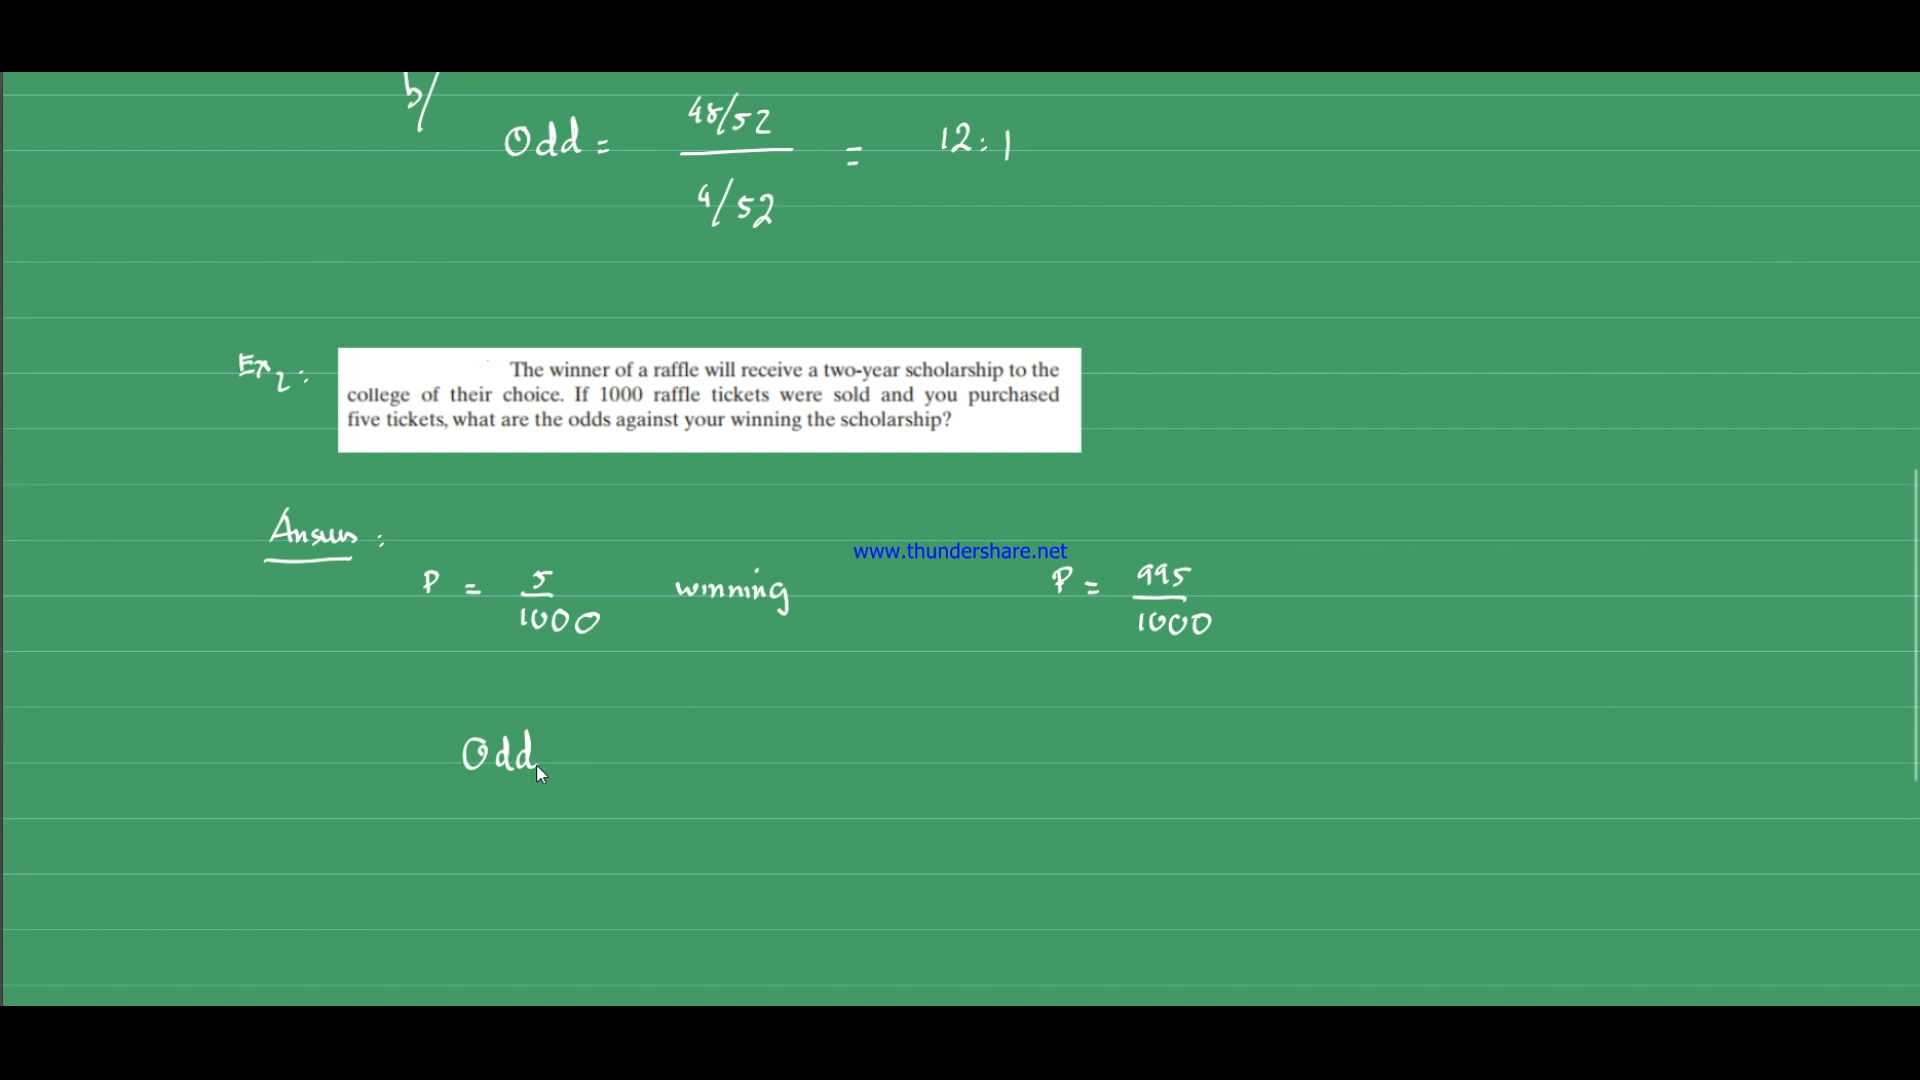 b/
Odd = 48/52 / 4/52 = 12 : 1
Ex 2 :
The winner of a raffle will receive a two-year scholarship to the
college of their choice. If 1000 raffle tickets were sold and you purchased
five tickets, what are the odds against your winning the scholarship?
Answer :
www.thundershare.net
P = 5/1000 winning P = 995/1000
Odd